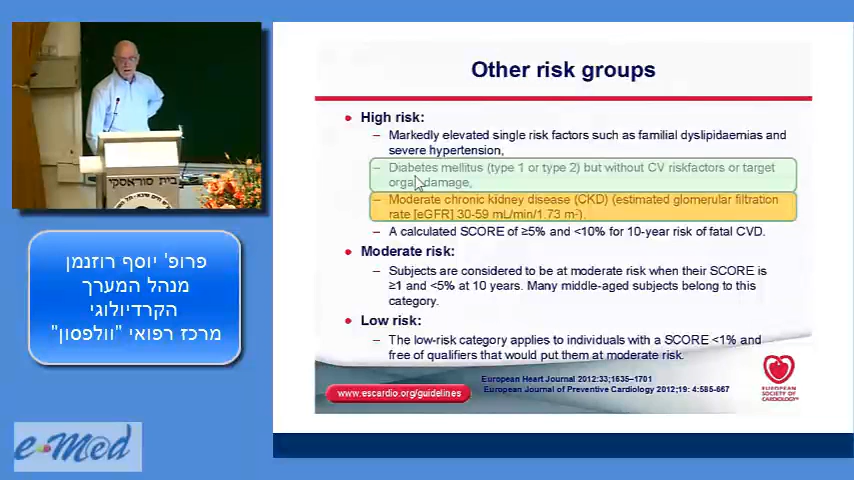 Other risk groups
High risk:
– Markedly elevated single risk factors such as familial dyslipidaemias and
severe hypertension,
– Diabetes mellitus (type 1 or type 2) but without CV riskfactors or target
organ damage,
– Moderate chronic kidney disease (CKD) (estimated glomerular filtration
rate [eGFR] 30-59 mL/min/1.73 m²).
– A calculated SCORE of ≥5% and <10% for 10-year risk of fatal CVD.
Moderate risk:
– Subjects are considered to be at moderate risk when their SCORE is
≥1 and <5% at 10 years. Many middle-aged subjects belong to this
category.
Low risk:
– The low-risk category applies to individuals with a SCORE <1% and
free of qualifiers that would put them at moderate risk.
European Heart Journal 2012:33;1635–1701
European Journal of Preventive Cardiology 2012;19: 4:585-667
www.escardio.org/guidelines
EUROPEAN
SOCIETY OF
CARDIOLOGY
בית סוראסקי
פרופ' יוסף רוזנמן
מנהל המערך
הקרדיולוגי
מרכז רפואי "וולפסון"
e-Med